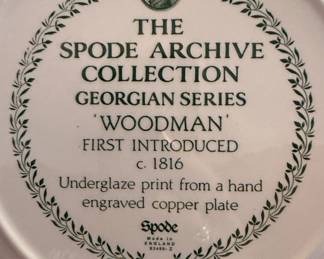 THE
SPODE ARCHIVE
COLLECTION
GEORGIAN SERIES
'WOODMAN'
FIRST INTRODUCED
c. 1816
Underglaze print from a hand
engraved copper plate
Spode
Made in
ENGLAND